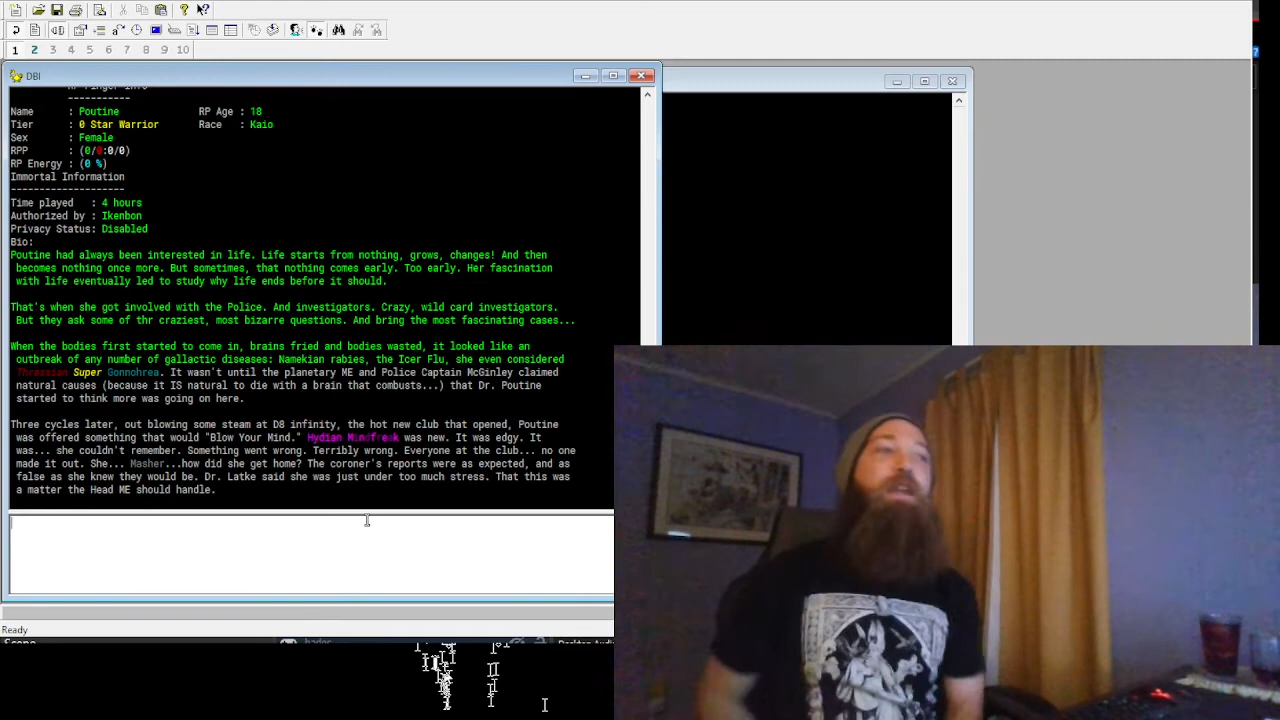 1 2 3 4 5 6 7 8 9 10
DBI
-----------
Name : Poutine RP Age : 18
Tier : 0 Star Warrior Race : Kaio
Sex : Female
RPP : (0/0:0/0)
RP Energy : (0 %)
Immortal Information
--------------------
Time played : 4 hours
Authorized by : Ikenbon
Privacy Status: Disabled
Bio:
Poutine had always been interested in life. Life starts from nothing, grows, changes! And then
becomes nothing once more. But sometimes, that nothing comes early. Too early. Her fascination
with life eventually led to study why life ends before it should.
That's when she got involved with the Police. And investigators. Crazy, wild card investigators.
But they ask some of thr craziest, most bizarre questions. And bring the most fascinating cases...
When the bodies first started to come in, brains fried and bodies wasted, it looked like an
outbreak of any number of gallactic diseases: Namekian rabies, the Icer Flu, she even considered
Thrassian Super Gonnohrea. It wasn't until the planetary ME and Police Captain McGinley claimed
natural causes (because it IS natural to die with a brain that combusts...) that Dr. Poutine
started to think more was going on here.
Three cycles later, out blowing some steam at D8 infinity, the hot new club that opened, Poutine
was offered something that would "Blow Your Mind." Hydian Mindfreak was new. It was edgy. It
was... she couldn't remember. Something went wrong. Terribly wrong. Everyone at the club... no one
made it out. She... Masher...how did she get home? The coroner's reports were as expected, and as
false as she knew they would be. Dr. Latke said she was just under too much stress. That this was
a matter the Head ME should handle.
Ready